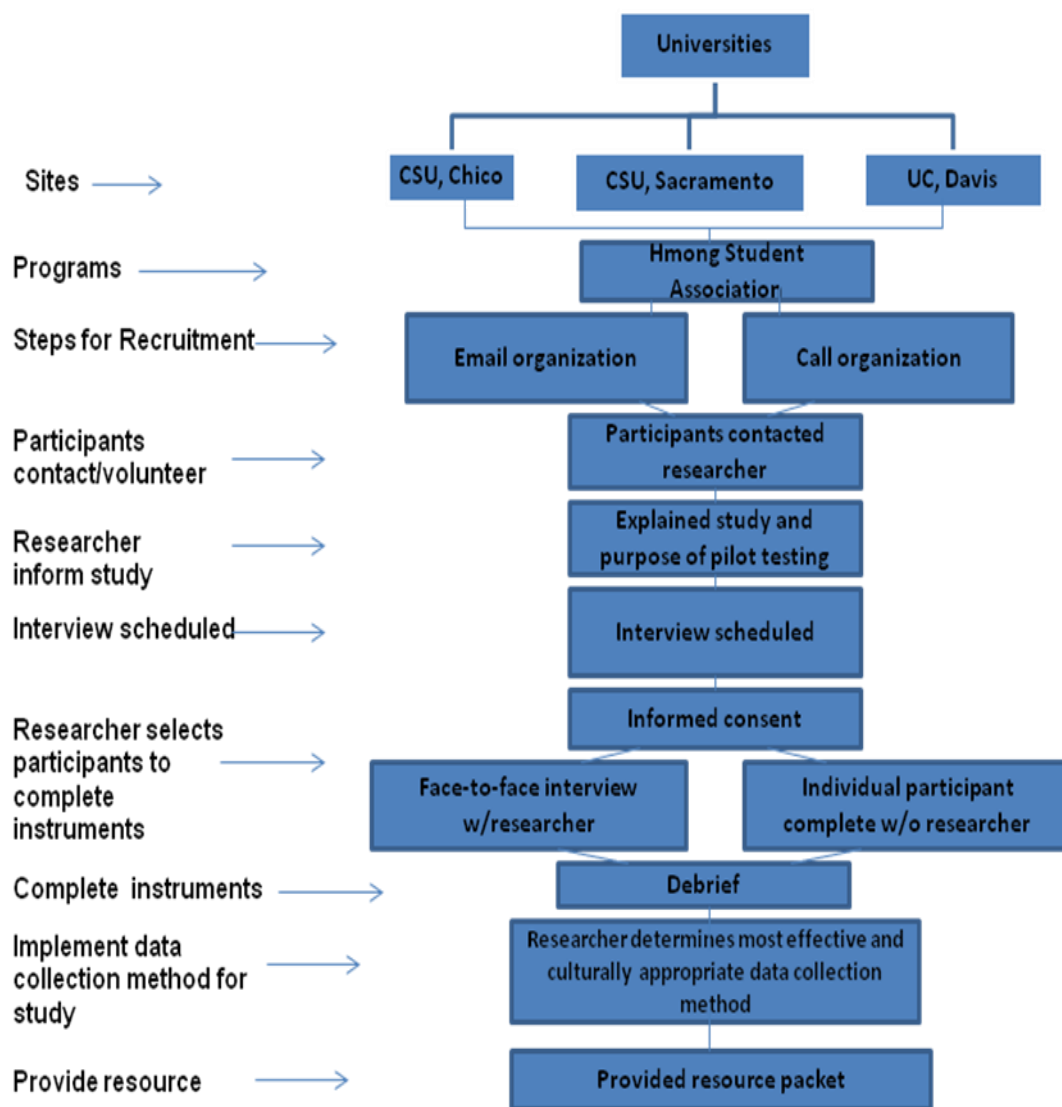 Universities
Sites
CSU, Chico
CSU, Sacramento
UC, Davis
Programs
Hmong Student
Association
Steps for Recruitment
Email organization
Call organization
Participants
contact/volunteer
Participants contacted
researcher
Researcher
inform study
Explained study and
purpose of pilot testing
Interview scheduled
Interview scheduled
Informed consent
Researcher selects
participants to
complete
instruments
Face-to-face interview
w/researcher
Individual participant
complete w/o researcher
Complete instruments
Debrief
Implement data
collection method for
study
Researcher determines most effective and
culturally appropriate data collection
method
Provide resource
Provided resource packet